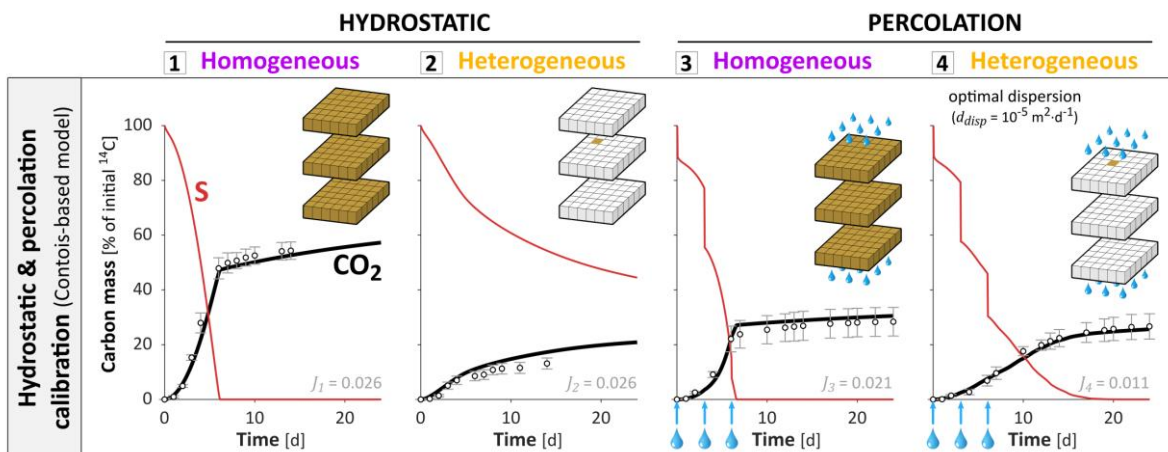 HYDROSTATIC
PERCOLATION
1 Homogeneous
2 Heterogeneous
3 Homogeneous
4 Heterogeneous
Hydrostatic & percolation
calibration (Contois-based model)
Carbon mass [% of initial ¹⁴C]
100
80
60
40
20
0
S
CO₂
J₁ = 0.026
0 10 20
Time [d]
J₂ = 0.026
0 10 20
Time [d]
J₃ = 0.021
10 20
Time [d]
optimal dispersion
(d_disp = 10⁻⁵ m²·d⁻¹)
J₄ = 0.011
10 20
Time [d]